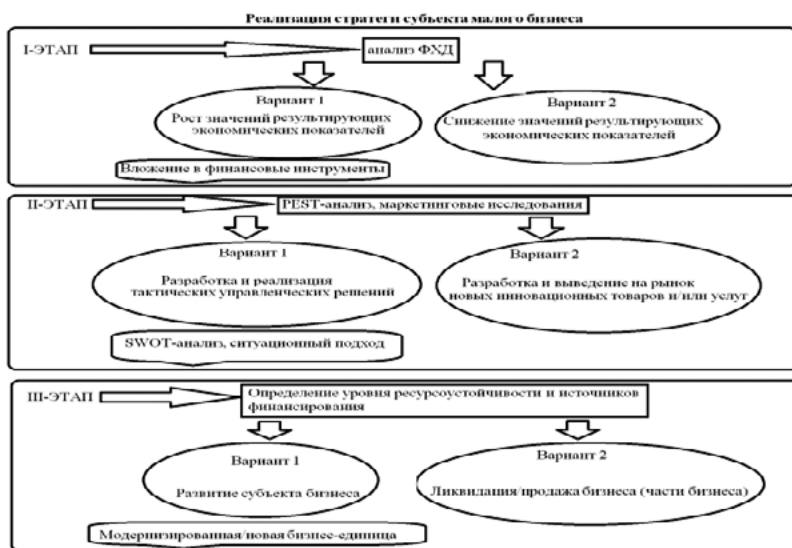 Реализация стратеги субъекта малого бизнеса
I-ЭТАП
анализ ФХД
Вариант 1
Рост значений результирующих
экономических показателей
Вариант 2
Снижение значений результирующих
экономических показателей
Вложение в финансовые инструменты
II-ЭТАП
PEST-анализ, маркетинговые исследования
Вариант 1
Разработка и реализация
тактических управленческих решений
Вариант 2
Разработка и выведение на рынок
новых инновационных товаров и/или услуг
SWOT-анализ, ситуационный подход
III-ЭТАП
Определение уровня ресурсоустойчивости и источников
финансирования
Вариант 1
Развитие субъекта бизнеса
Вариант 2
Ликвидация/продажа бизнеса (части бизнеса)
Модернизированная/новая бизнес-единица